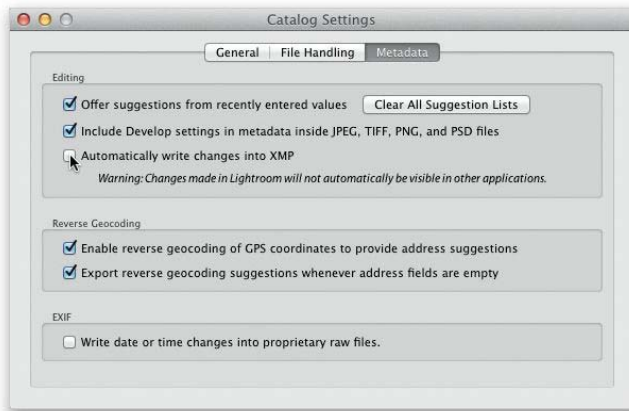 Catalog Settings
General File Handling Metadata
Editing
Offer suggestions from recently entered values Clear All Suggestion Lists
Include Develop settings in metadata inside JPEG, TIFF, PNG, and PSD files
Automatically write changes into XMP
Warning: Changes made in Lightroom will not automatically be visible in other applications.
Reverse Geocoding
Enable reverse geocoding of GPS coordinates to provide address suggestions
Export reverse geocoding suggestions whenever address fields are empty
EXIF
Write date or time changes into proprietary raw files.